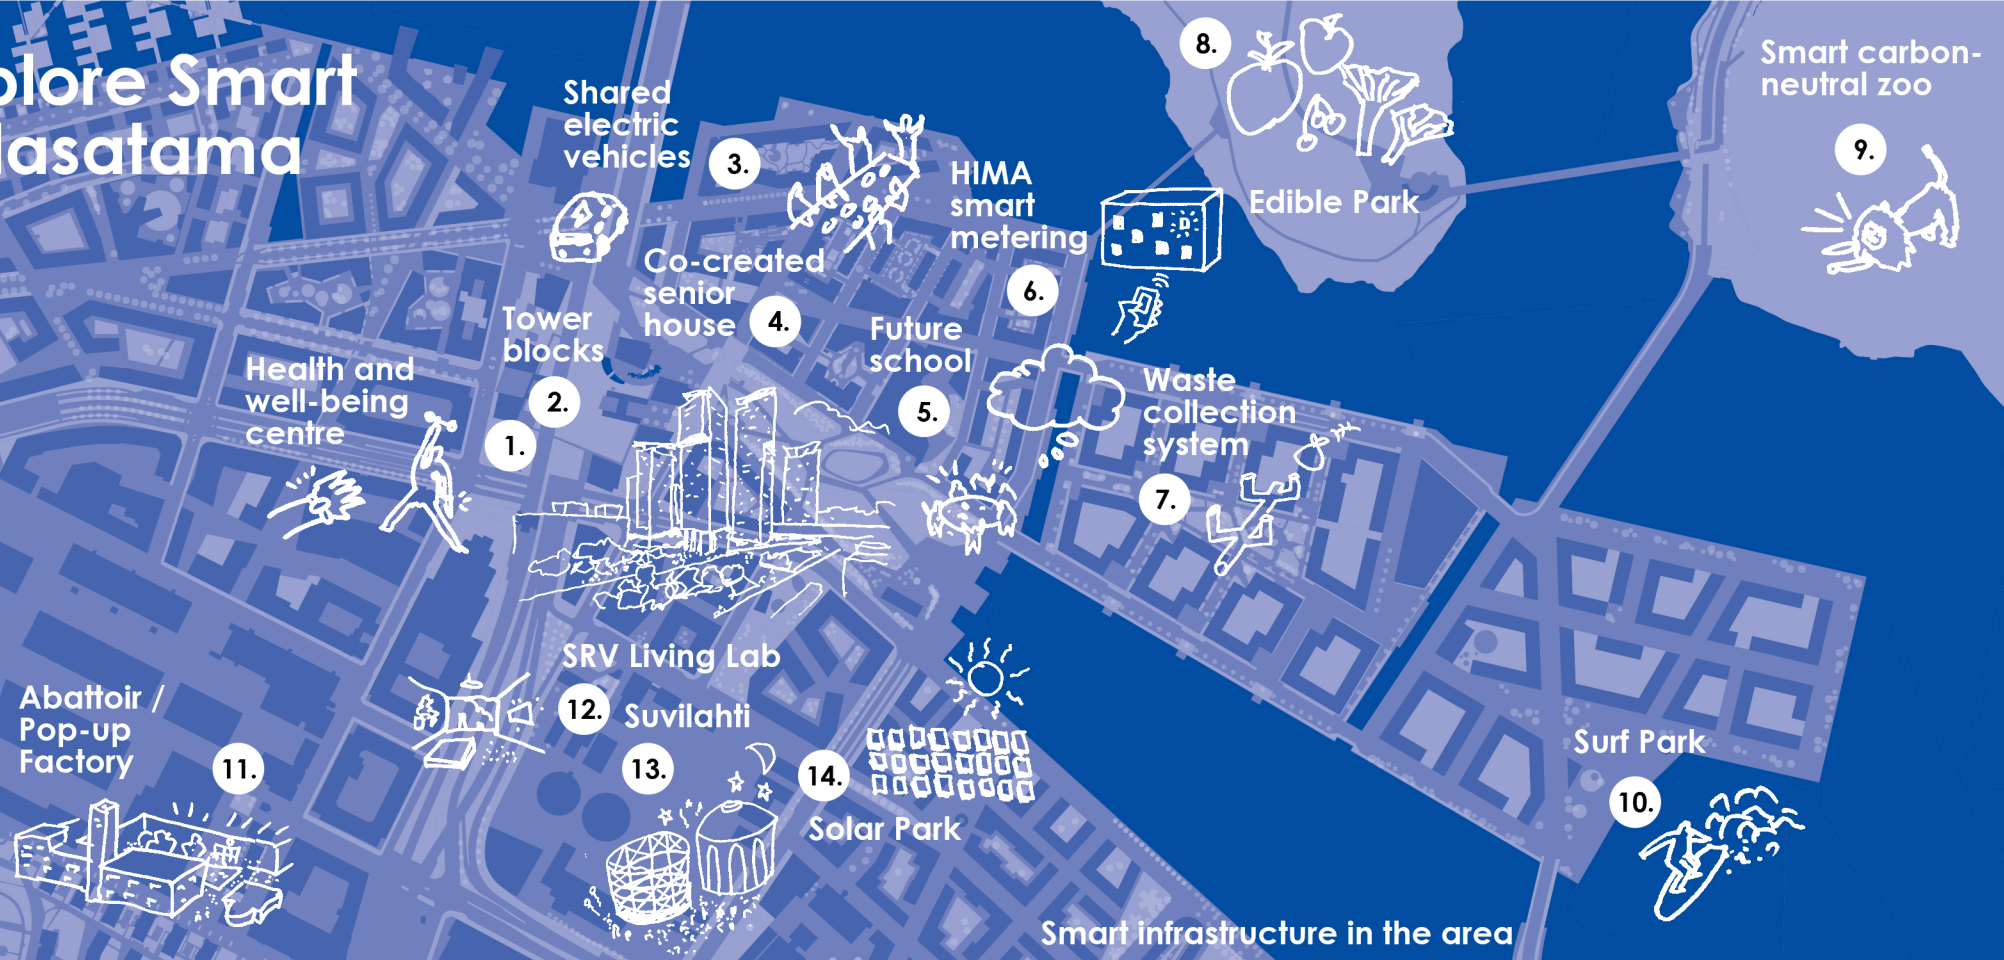 plore Smart
lasatama
Shared
electric
vehicles
3.
8.
Edible Park
Smart carbon-
neutral zoo
9.
HIMA
smart
metering
6.
Co-created
senior
house
4.
Tower
blocks
2.
Future
school
5.
Health and
well-being
centre
1.
Waste
collection
system
7.
SRV Living Lab
12.
Suvilahti
13.
14.
Solar Park
Abattoir /
Pop-up
Factory
11.
Surf Park
10.
Smart infrastructure in the area